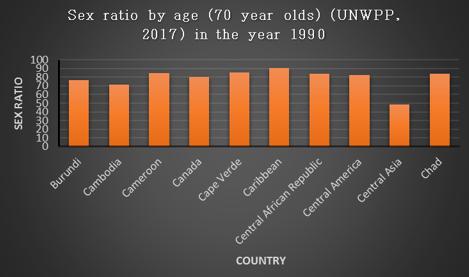 Sex ratio by age (70 year olds) (UNWPP,
2017) in the year 1990
SEX RATIO
100
90
80
70
60
50
40
30
20
10
0
Burundi
Cambodia
Cameroon
Canada
Cape Verde
Caribbean
Central African Republic
Central America
Central Asia
Chad
COUNTRY